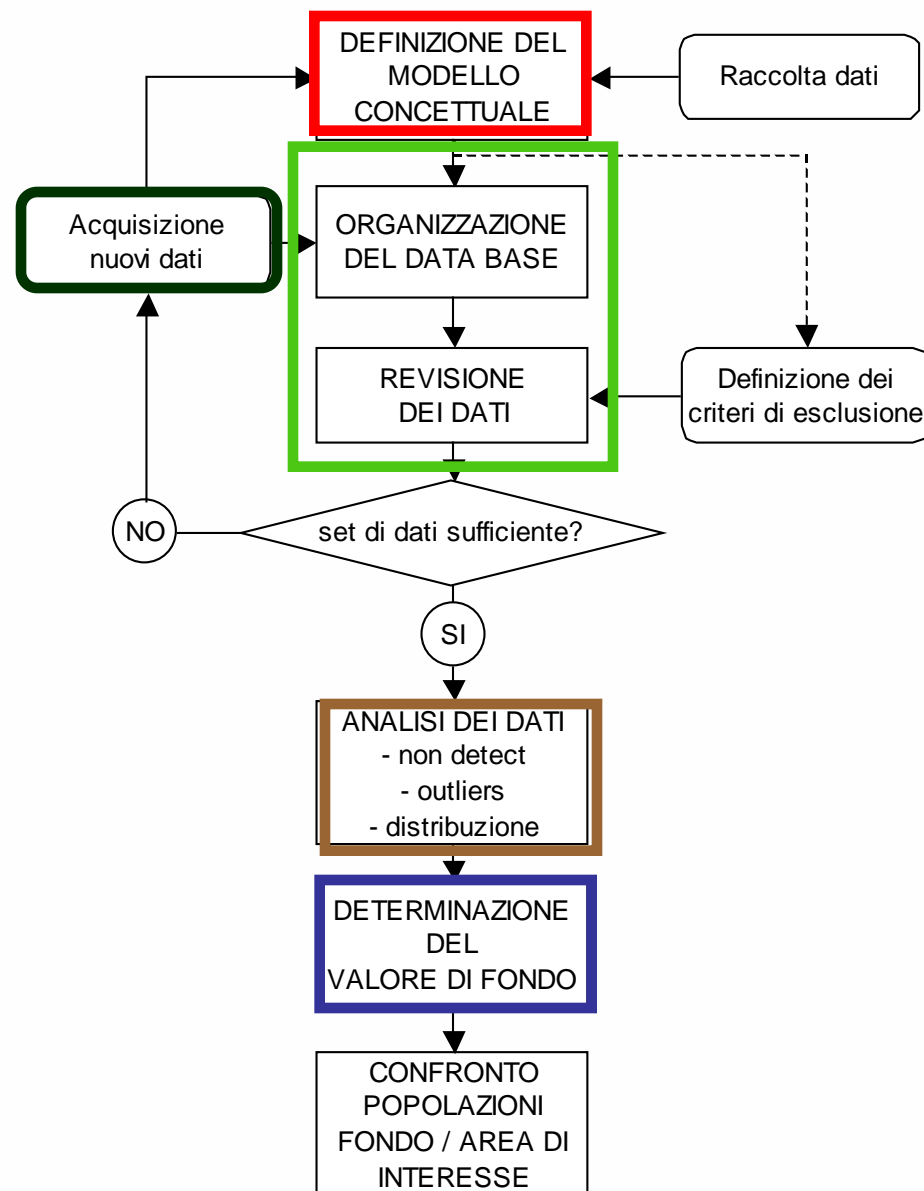 DEFINIZIONE DEL
MODELLO
CONCETTUALE
Raccolta dati
Acquisizione
nuovi dati
ORGANIZZAZIONE
DEL DATA BASE
REVISIONE
DEI DATI
Definizione dei
criteri di esclusione
NO
set di dati sufficiente?
SI
ANALISI DEI DATI
- non detect
- outliers
- distribuzione
DETERMINAZIONE
DEL
VALORE DI FONDO
CONFRONTO
POPOLAZIONI
FONDO / AREA DI
INTERESSE